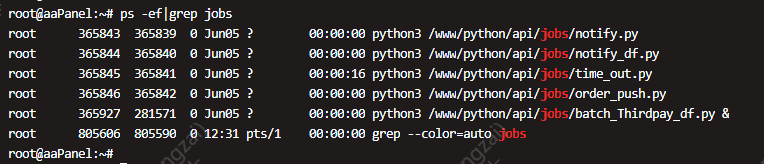 root@aaPanel:~# ps -ef|grep jobs
root 365843 365839 0 Jun05 ? 00:00:00 python3 /www/python/api/jobs/notify.py
root 365844 365840 0 Jun05 ? 00:00:00 python3 /www/python/api/jobs/notify_df.py
root 365845 365841 0 Jun05 ? 00:00:16 python3 /www/python/api/jobs/time_out.py
root 365846 365842 0 Jun05 ? 00:00:00 python3 /www/python/api/jobs/order_push.py
root 365927 281571 0 Jun05 ? 00:00:00 python3 /www/python/api/jobs/batch_Thirdpay_df.py &
root 805606 805590 0 12:31 pts/1 00:00:00 grep --color=auto jobs
root@aaPanel:~#